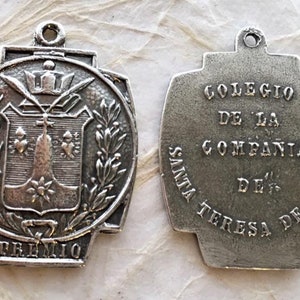 PREMIO
COLEGIO
DE LA
COMPAÑIA
DE
SANTA TERESA DE